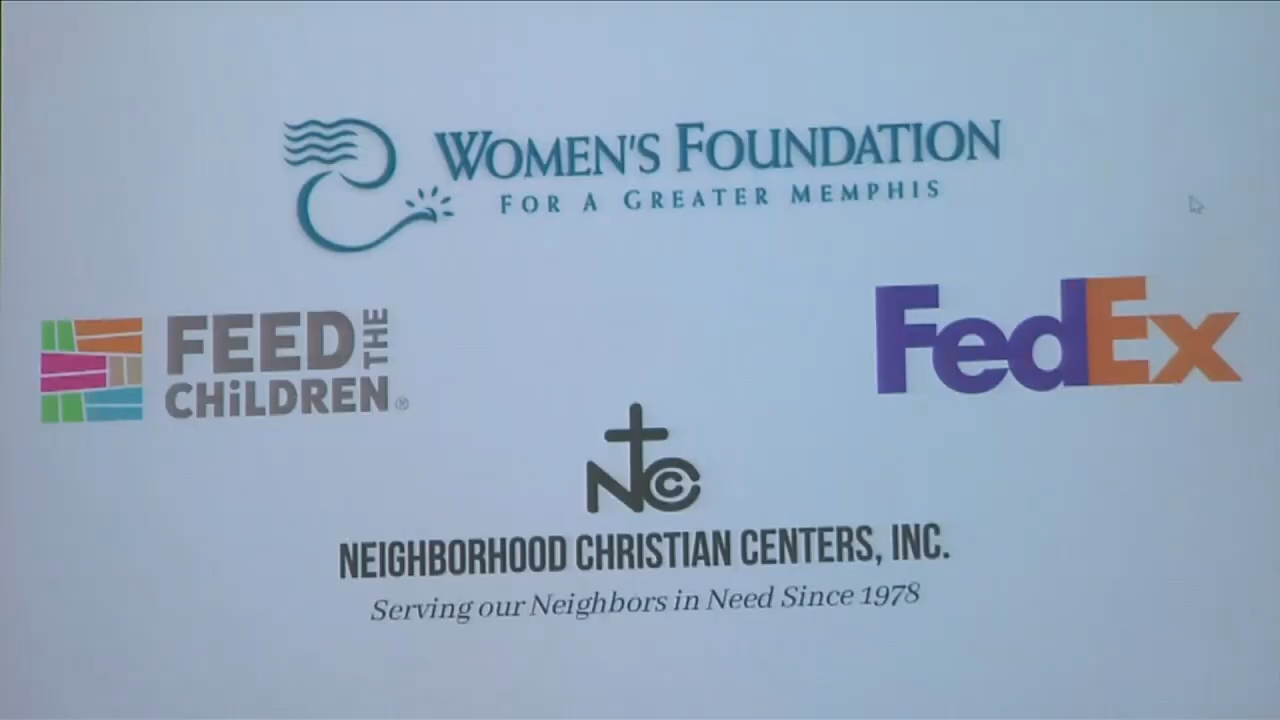 WOMEN'S FOUNDATION
FOR A GREATER MEMPHIS
FEED THE
CHiLDREN®
FedEx
NCC
NEIGHBORHOOD CHRISTIAN CENTERS, INC.
Serving our Neighbors in Need Since 1978